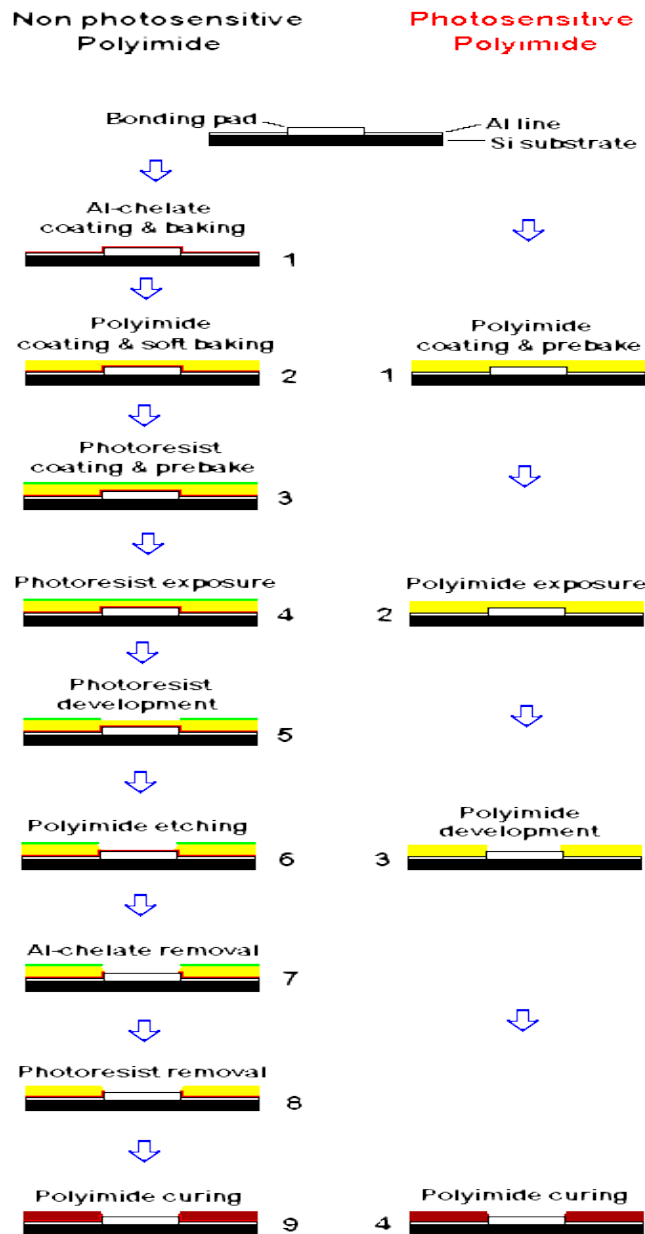 Non photosensitive
Polyimide
Photosensitive
Polyimide
Bonding pad
Al line
Si substrate
Al-chelate
coating & baking
1
Polyimide
coating & soft baking
2
Polyimide
coating & prebake
1
Photoresist
coating & prebake
3
Photoresist exposure
4
Polyimide exposure
2
Photoresist
development
5
Polyimide etching
6
Polyimide
development
3
Al-chelate removal
7
Photoresist removal
8
Polyimide curing
9
Polyimide curing
4